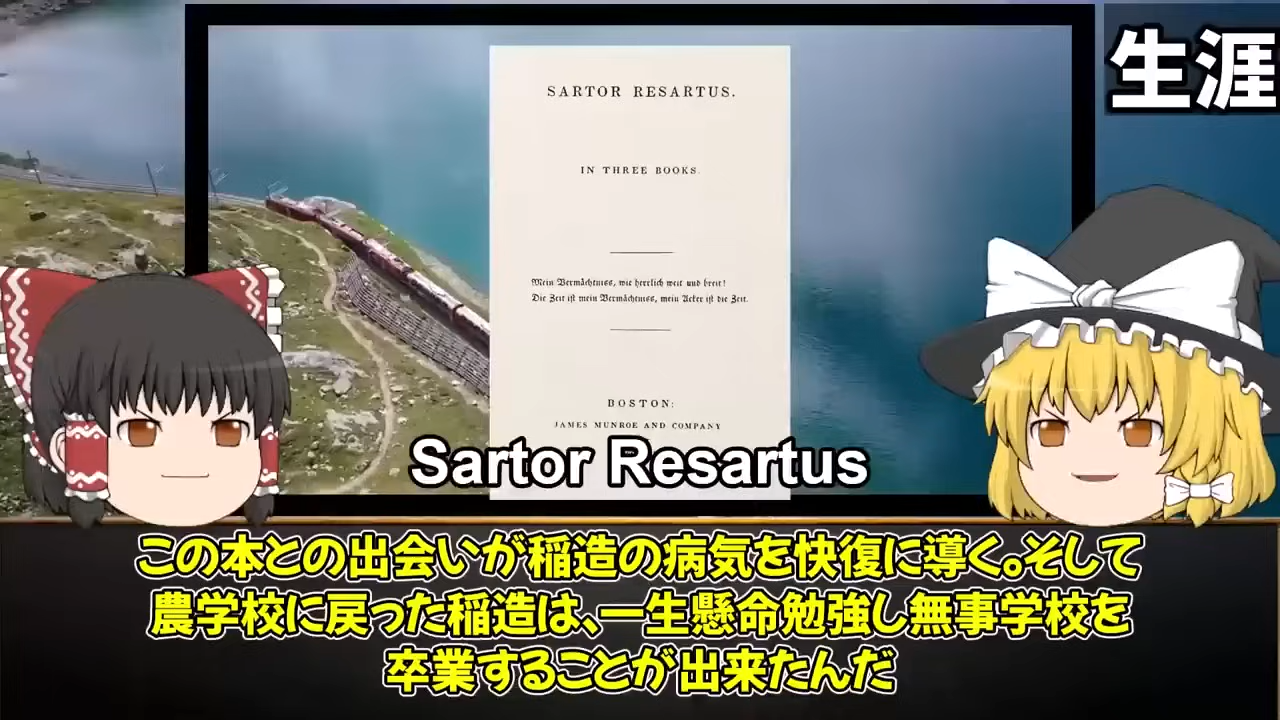 生涯
SARTOR RESARTUS.
IN THREE BOOKS.
Mein Vermächtniss, wie herrlich weit und breit!
Die Zeit ist mein Vermächtniss, mein Acker ist die Zeit.
BOSTON:
JAMES MUNROE AND COMPANY
Sartor Resartus
この本との出会いが稲造の病気を快復に導く。そして
農学校に戻った稲造は、一生懸命勉強し無事学校を
卒業することが出来たんだ